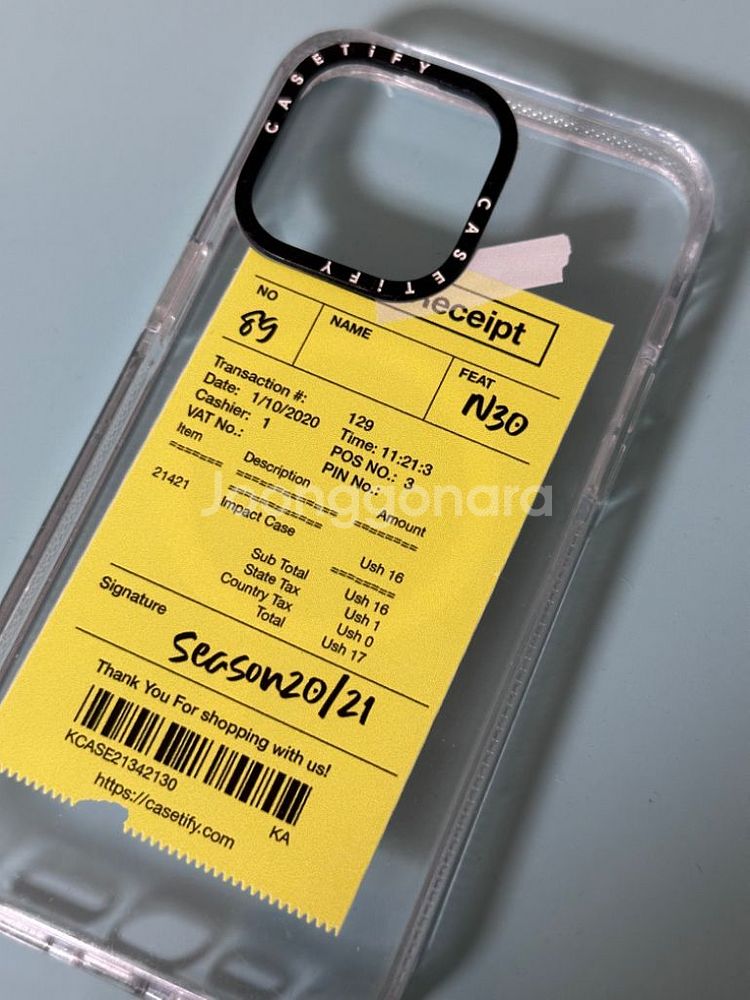 CASETiFY
CASETiFY
CASETiFY
Receipt
NO
NAME
FEAT
89
N30
Transaction #: 129
Date: 1/10/2020 Time: 11:21:3
Cashier: 1 POS NO.: 3
VAT No.: PIN No.:
Item Description Amount
======= ============ ========
21421 Impact Case Ush 16
========
Sub Total Ush 16
State Tax Ush 1
Country Tax Ush 0
Total Ush 17
Signature
season20/21
Thank You For shopping with us!
KCASE21342130 KA
https://casetify.com
Joonggonara